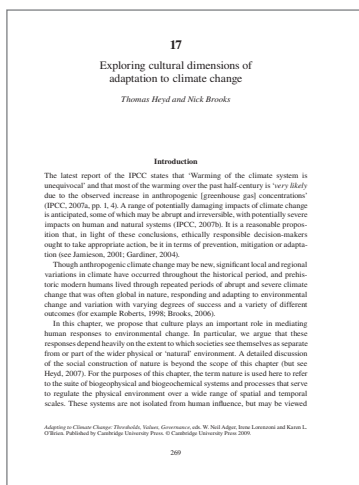 17
Exploring cultural dimensions of
adaptation to climate change
Thomas Heyd and Nick Brooks
Introduction
The latest report of the IPCC states that ‘Warming of the climate system is
unequivocal’ and that most of the warming over the past half-century is ‘very likely
due to the observed increase in anthropogenic [greenhouse gas] concentrations’
(IPCC, 2007a, pp. 1, 4). A range of potentially damaging impacts of climate change
is anticipated, some of which may be abrupt and irreversible, with potentially severe
impacts on human and natural systems (IPCC, 2007b). It is a reasonable propos-
ition that, in light of these conclusions, ethically responsible decision-makers
ought to take appropriate action, be it in terms of prevention, mitigation or adapta-
tion (see Jamieson, 2001; Gardiner, 2004).
Though anthropogenic climate change may be new, significant local and regional
variations in climate have occurred throughout the historical period, and prehis-
toric modern humans lived through repeated periods of abrupt and severe climate
change that was often global in nature, responding and adapting to environmental
change and variation with varying degrees of success and a variety of different
outcomes (for example Roberts, 1998; Brooks, 2006).
In this chapter, we propose that culture plays an important role in mediating
human responses to environmental change. In particular, we argue that these
responses depend heavily on the extent to which societies see themselves as separate
from or part of the wider physical or ‘natural’ environment. A detailed discussion
of the social construction of nature is beyond the scope of this chapter (but see
Heyd, 2007). For the purposes of this chapter, the term nature is used here to refer
to the suite of biogeophysical and biogeochemical systems and processes that serve
to regulate the physical environment over a wide range of spatial and temporal
scales. These systems are not isolated from human influence, but may be viewed
Adapting to Climate Change: Thresholds, Values, Governance, eds. W. Neil Adger, Irene Lorenzoni and Karen L.
O’Brien. Published by Cambridge University Press. © Cambridge University Press 2009.
269